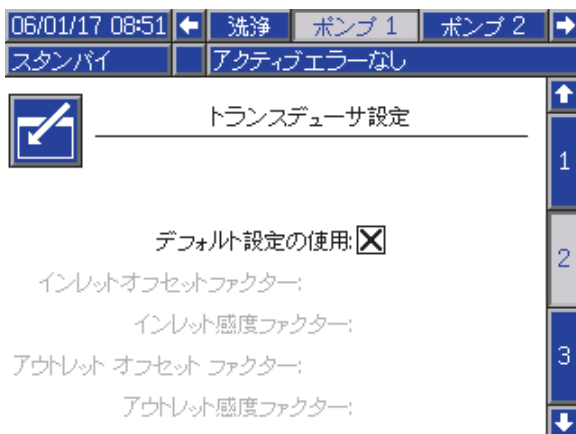 06/01/17 08:51 洗浄 ポンプ 1 ポンプ 2
スタンバイ アクティブエラーなし
トランスデューサ設定
1
デフォルト設定の使用:
2
インレットオフセットファクター:
インレット感度ファクター:
3
アウトレット オフセット ファクター:
アウトレット感度ファクター: